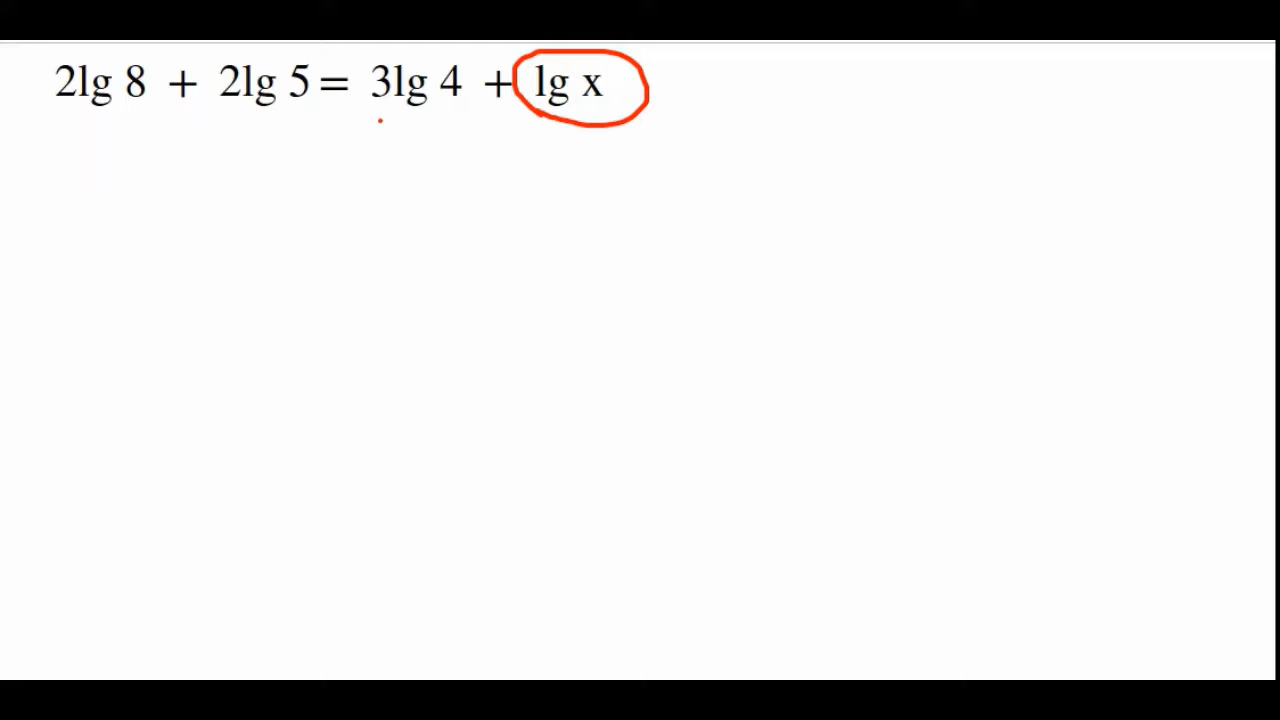 2lg 8 + 2lg 5 = 3lg 4 + lg x